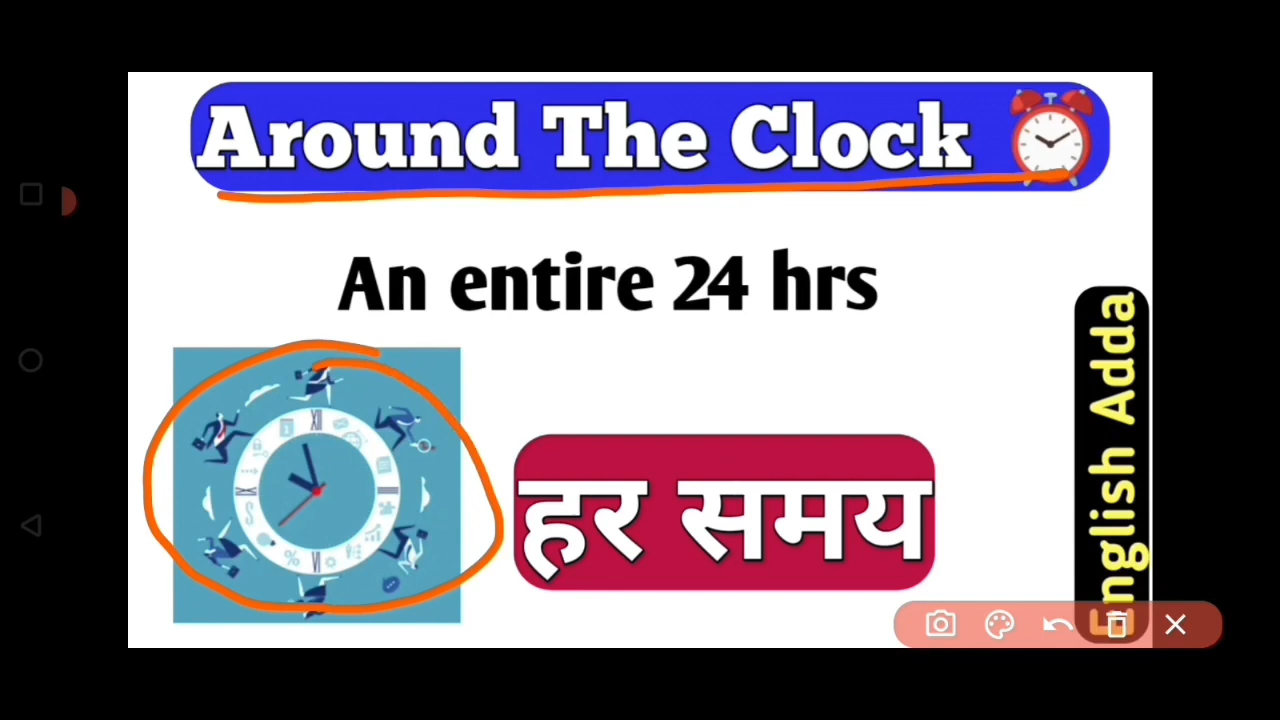 Around The Clock
An entire 24 hrs
हर समय
English Adda